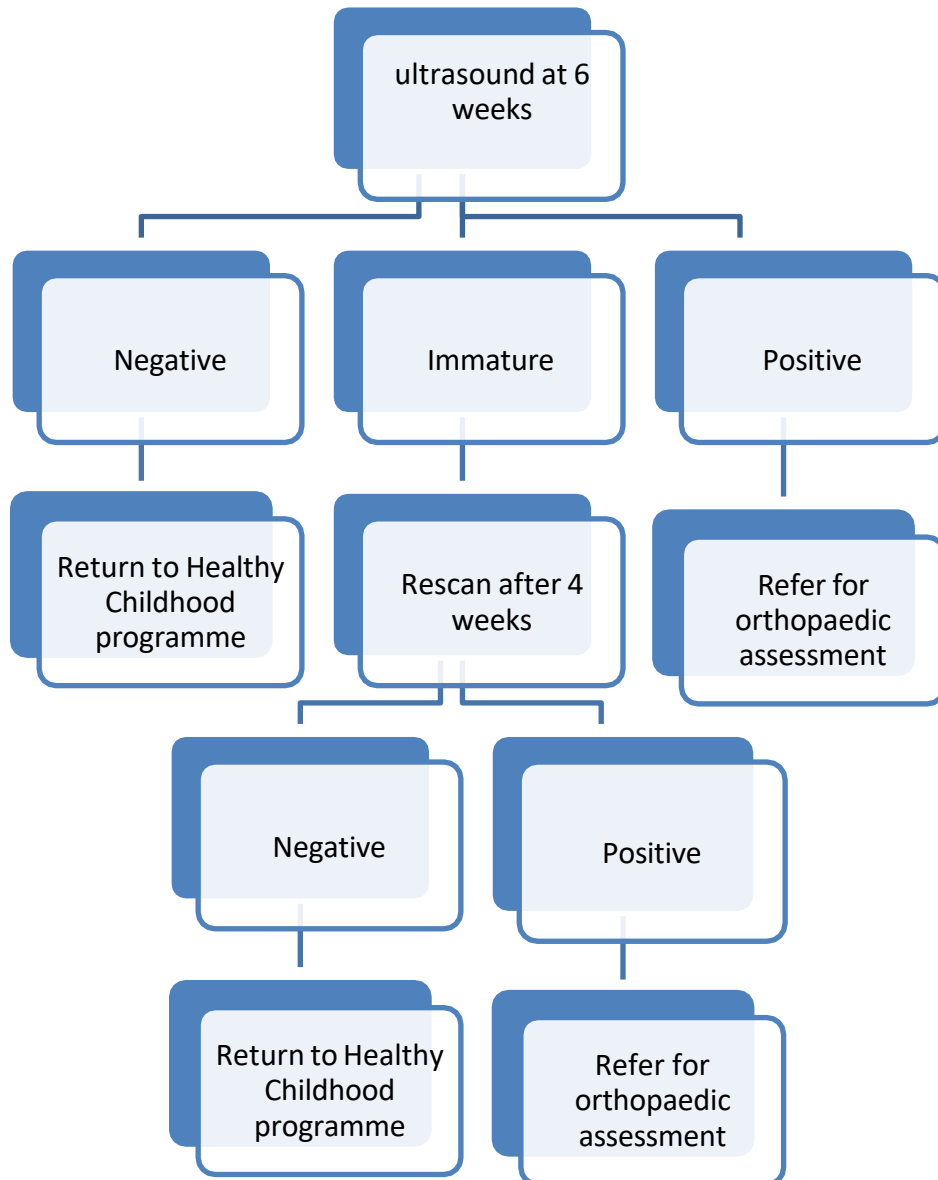 ultrasound at 6
weeks
Negative
Immature
Positive
Return to Healthy
Childhood
programme
Rescan after 4
weeks
Refer for
orthopaedic
assessment
Negative
Positive
Return to Healthy
Childhood
programme
Refer for
orthopaedic
assessment